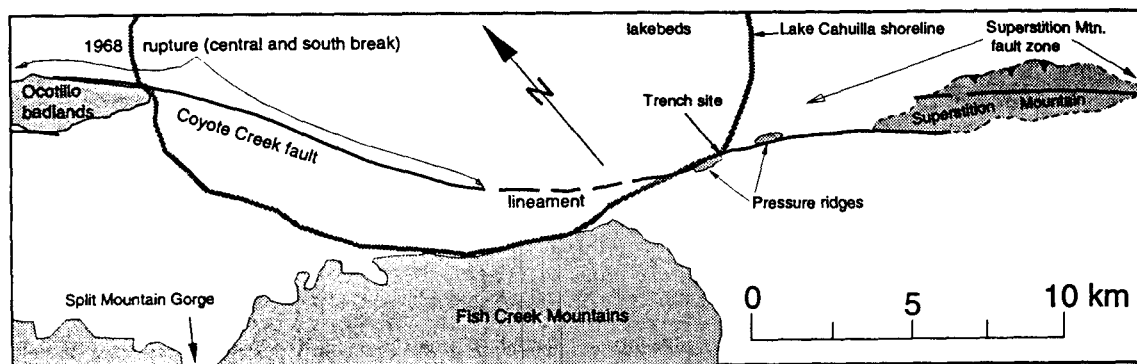 1968 rupture (central and south break)
lakebeds
Lake Cahuilla shoreline
Superstition Mtn.
fault zone
Ocotillo
badlands
N
Trench site
Superstition Mountain
Coyote Creek fault
lineament
Pressure ridges
Split Mountain Gorge
Fish Creek Mountains
0 5 10 km